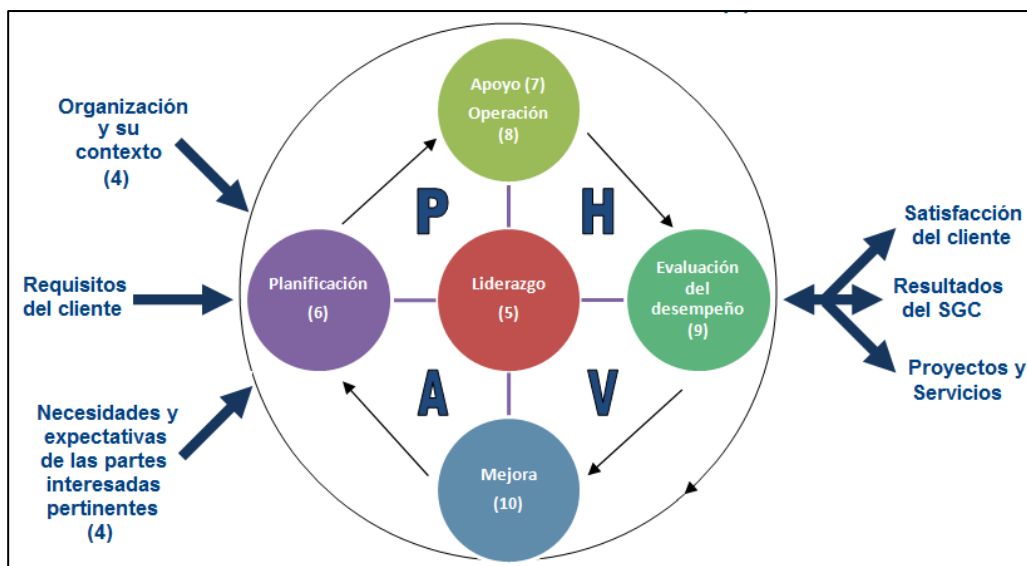 Organización
y su
contexto
(4)
Requisitos
del cliente
Necesidades y
expectativas
de las partes
interesadas
pertinentes
(4)
Apoyo (7)
Operación
(8)
P
H
Planificación
(6)
Liderazgo
(5)
Evaluación
del
desempeño
(9)
A
V
Mejora
(10)
Satisfacción
del cliente
Resultados
del SGC
Proyectos y
Servicios